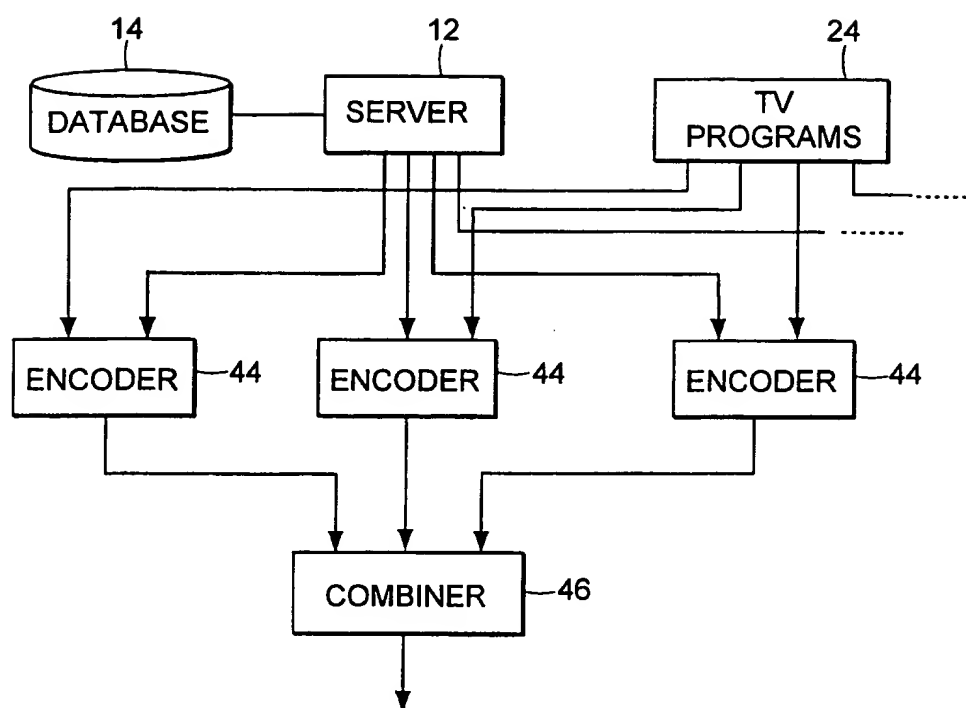 14
12
24
DATABASE
SERVER
TV
PROGRAMS
ENCODER
44
ENCODER
44
ENCODER
44
COMBINER
46